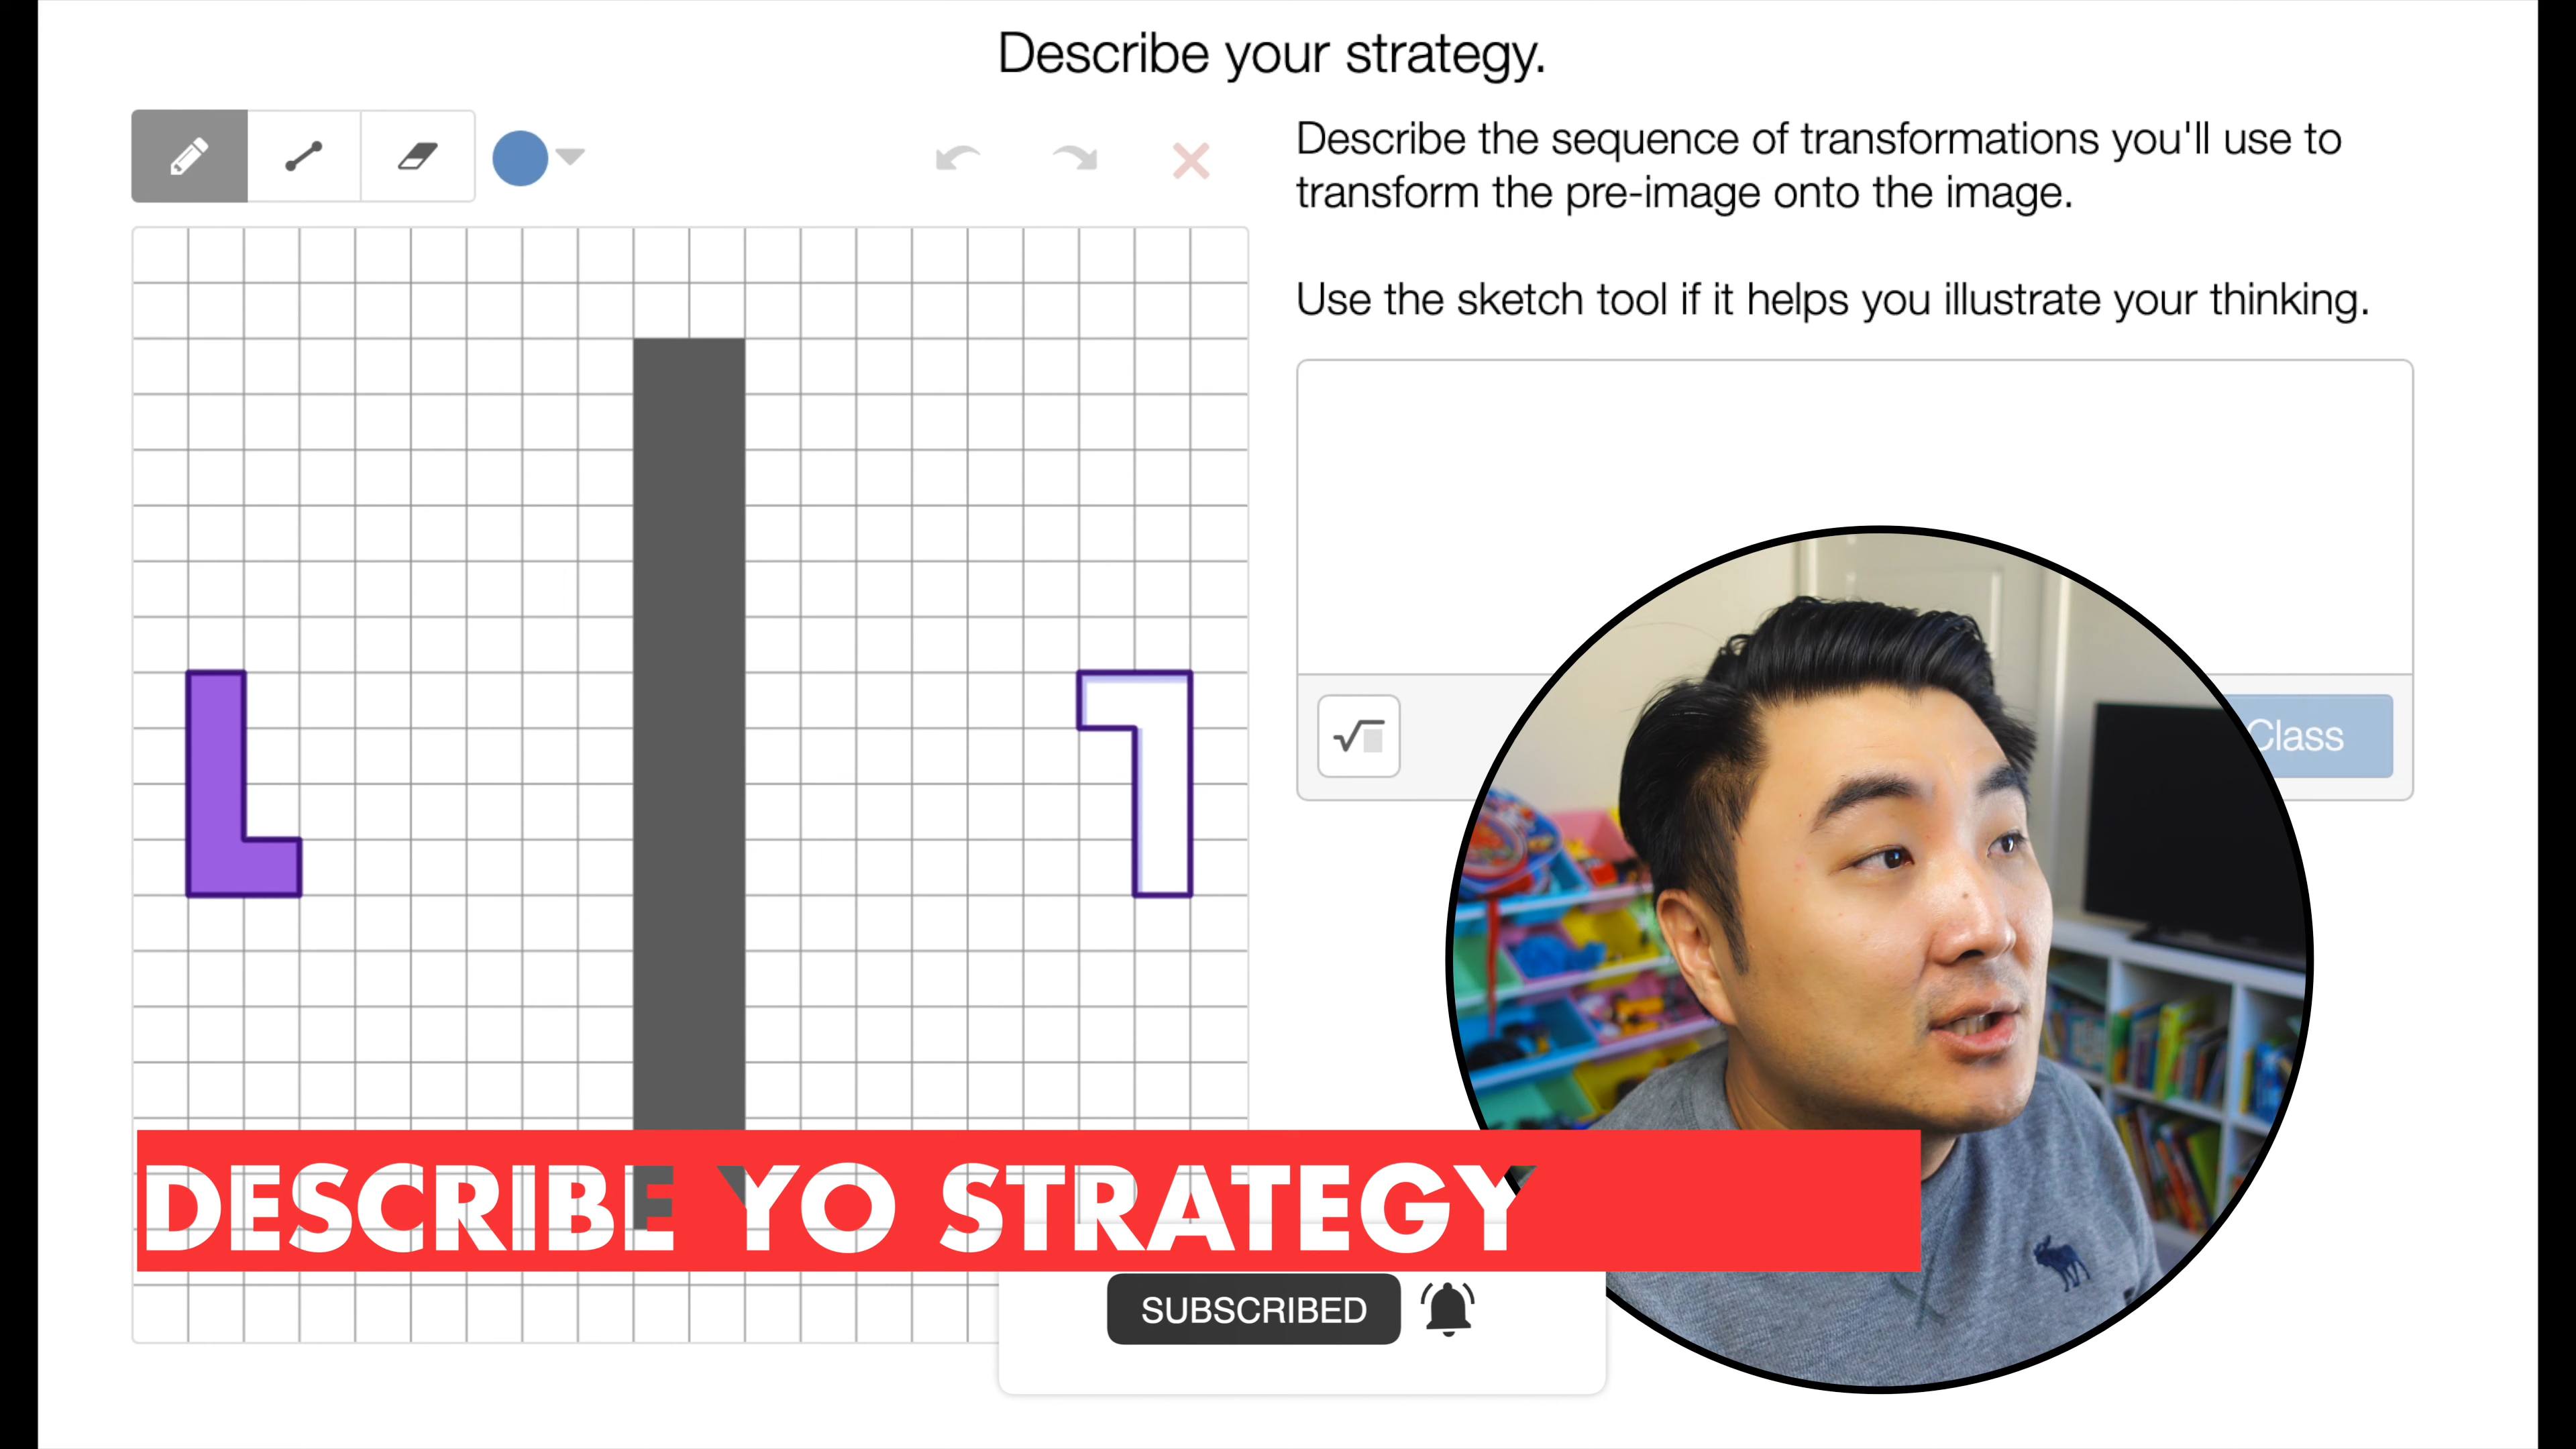 Describe your strategy.
Describe the sequence of transformations you'll use to
transform the pre-image onto the image.
Use the sketch tool if it helps you illustrate your thinking.
√
Class
DESCRIBE YO STRATEGY
SUBSCRIBED